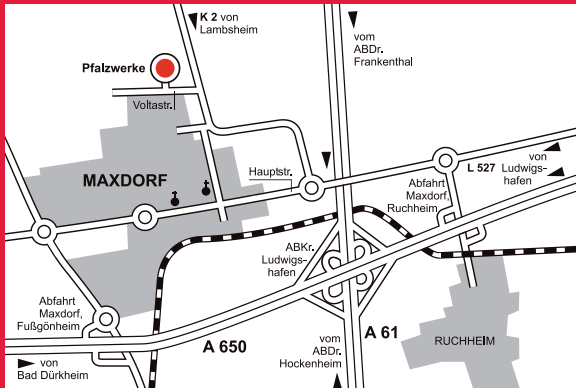 K 2 von
Lambsheim
vom
ABDr.
Frankenthal
Pfalzwerke
Voltastr.
MAXDORF
Hauptstr.
L 527
von
Ludwigs-
hafen
Abfahrt
Maxdorf,
Ruchheim
ABKr.
Ludwigs-
hafen
Abfahrt
Maxdorf,
Fußgönheim
A 650
A 61
RUCHHEIM
von
Bad Dürkheim
vom
ABDr.
Hockenheim